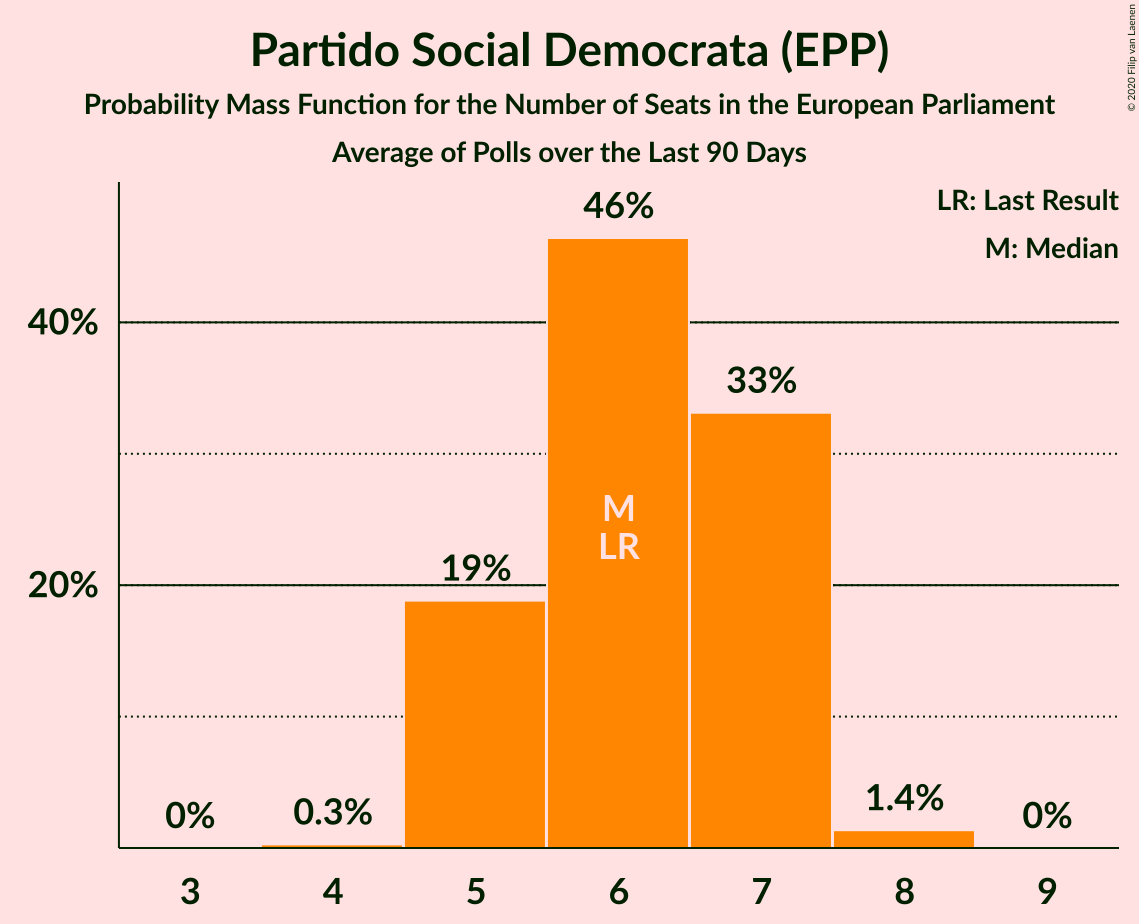 Partido Social Democrata (EPP)
Probability Mass Function for the Number of Seats in the European Parliament
Average of Polls over the Last 90 Days
© 2020 Filip van Laenen
LR: Last Result
M: Median
46%
40%
33%
M
LR
19%
20%
0%
0.3%
1.4%
0%
3
4
5
6
7
8
9